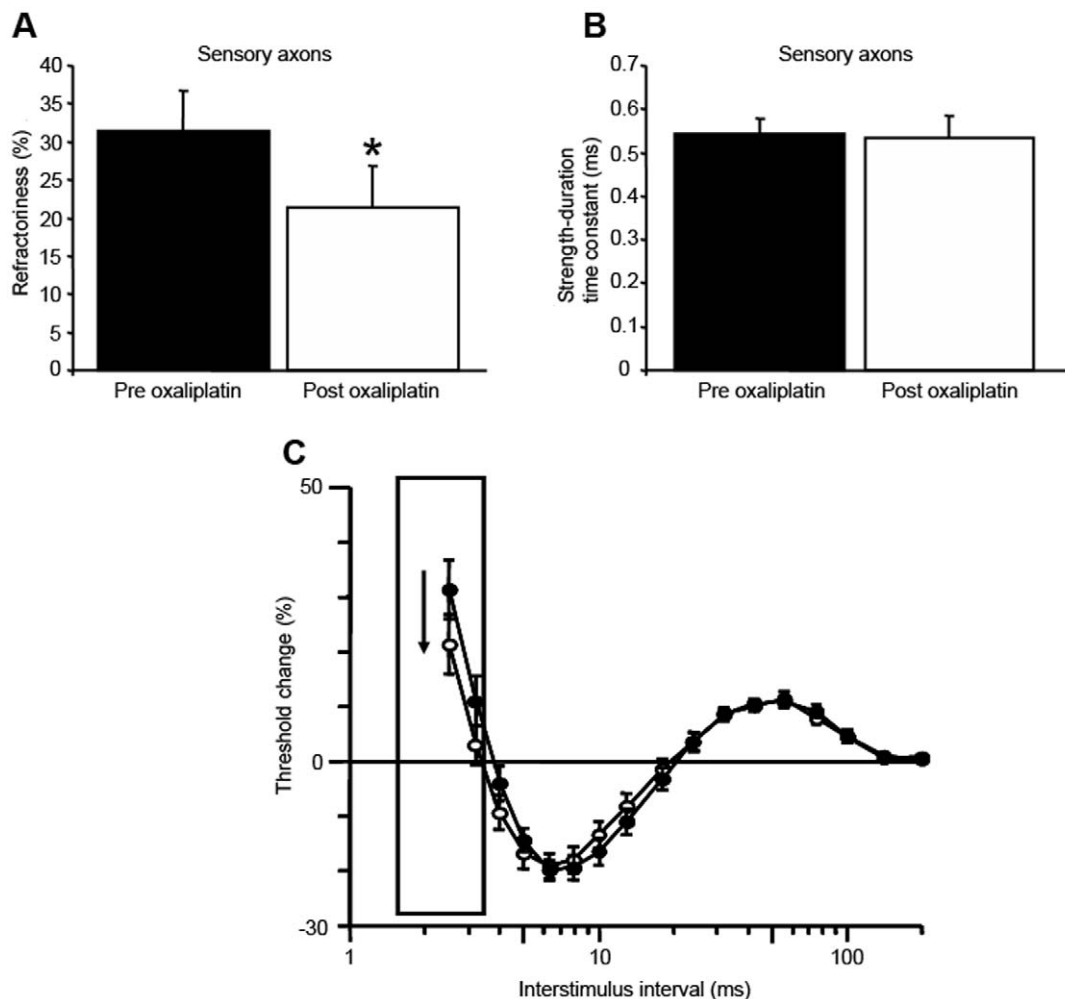 A
Sensory axons
40
35
30
25
20
15
10
5
0
Refractoriness (%)
*
Pre oxaliplatin
Post oxaliplatin
B
Sensory axons
0.7
0.6
0.5
0.4
0.3
0.2
0.1
0
Strength-duration
time constant (ms)
Pre oxaliplatin
Post oxaliplatin
C
50
0
-30
Threshold change (%)
1
10
100
Interstimulus interval (ms)